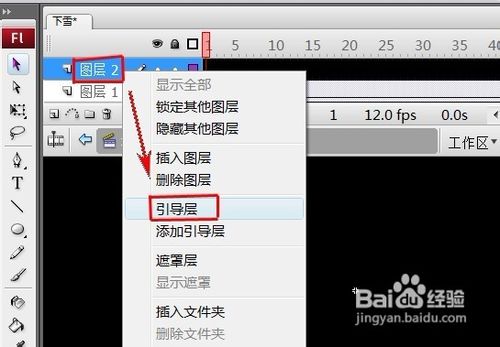 下雪*
Fl
1 5 10 15 20 25 30 35 40
图层 2
图层 1
1 12.0 fps 0.0s
工作区
显示全部
锁定其他图层
隐藏其他图层
插入图层
删除图层
引导层
添加引导层
遮罩层
显示遮罩
插入文件夹
删除文件夹
T
Baidu经验
jingyan.baidu.com